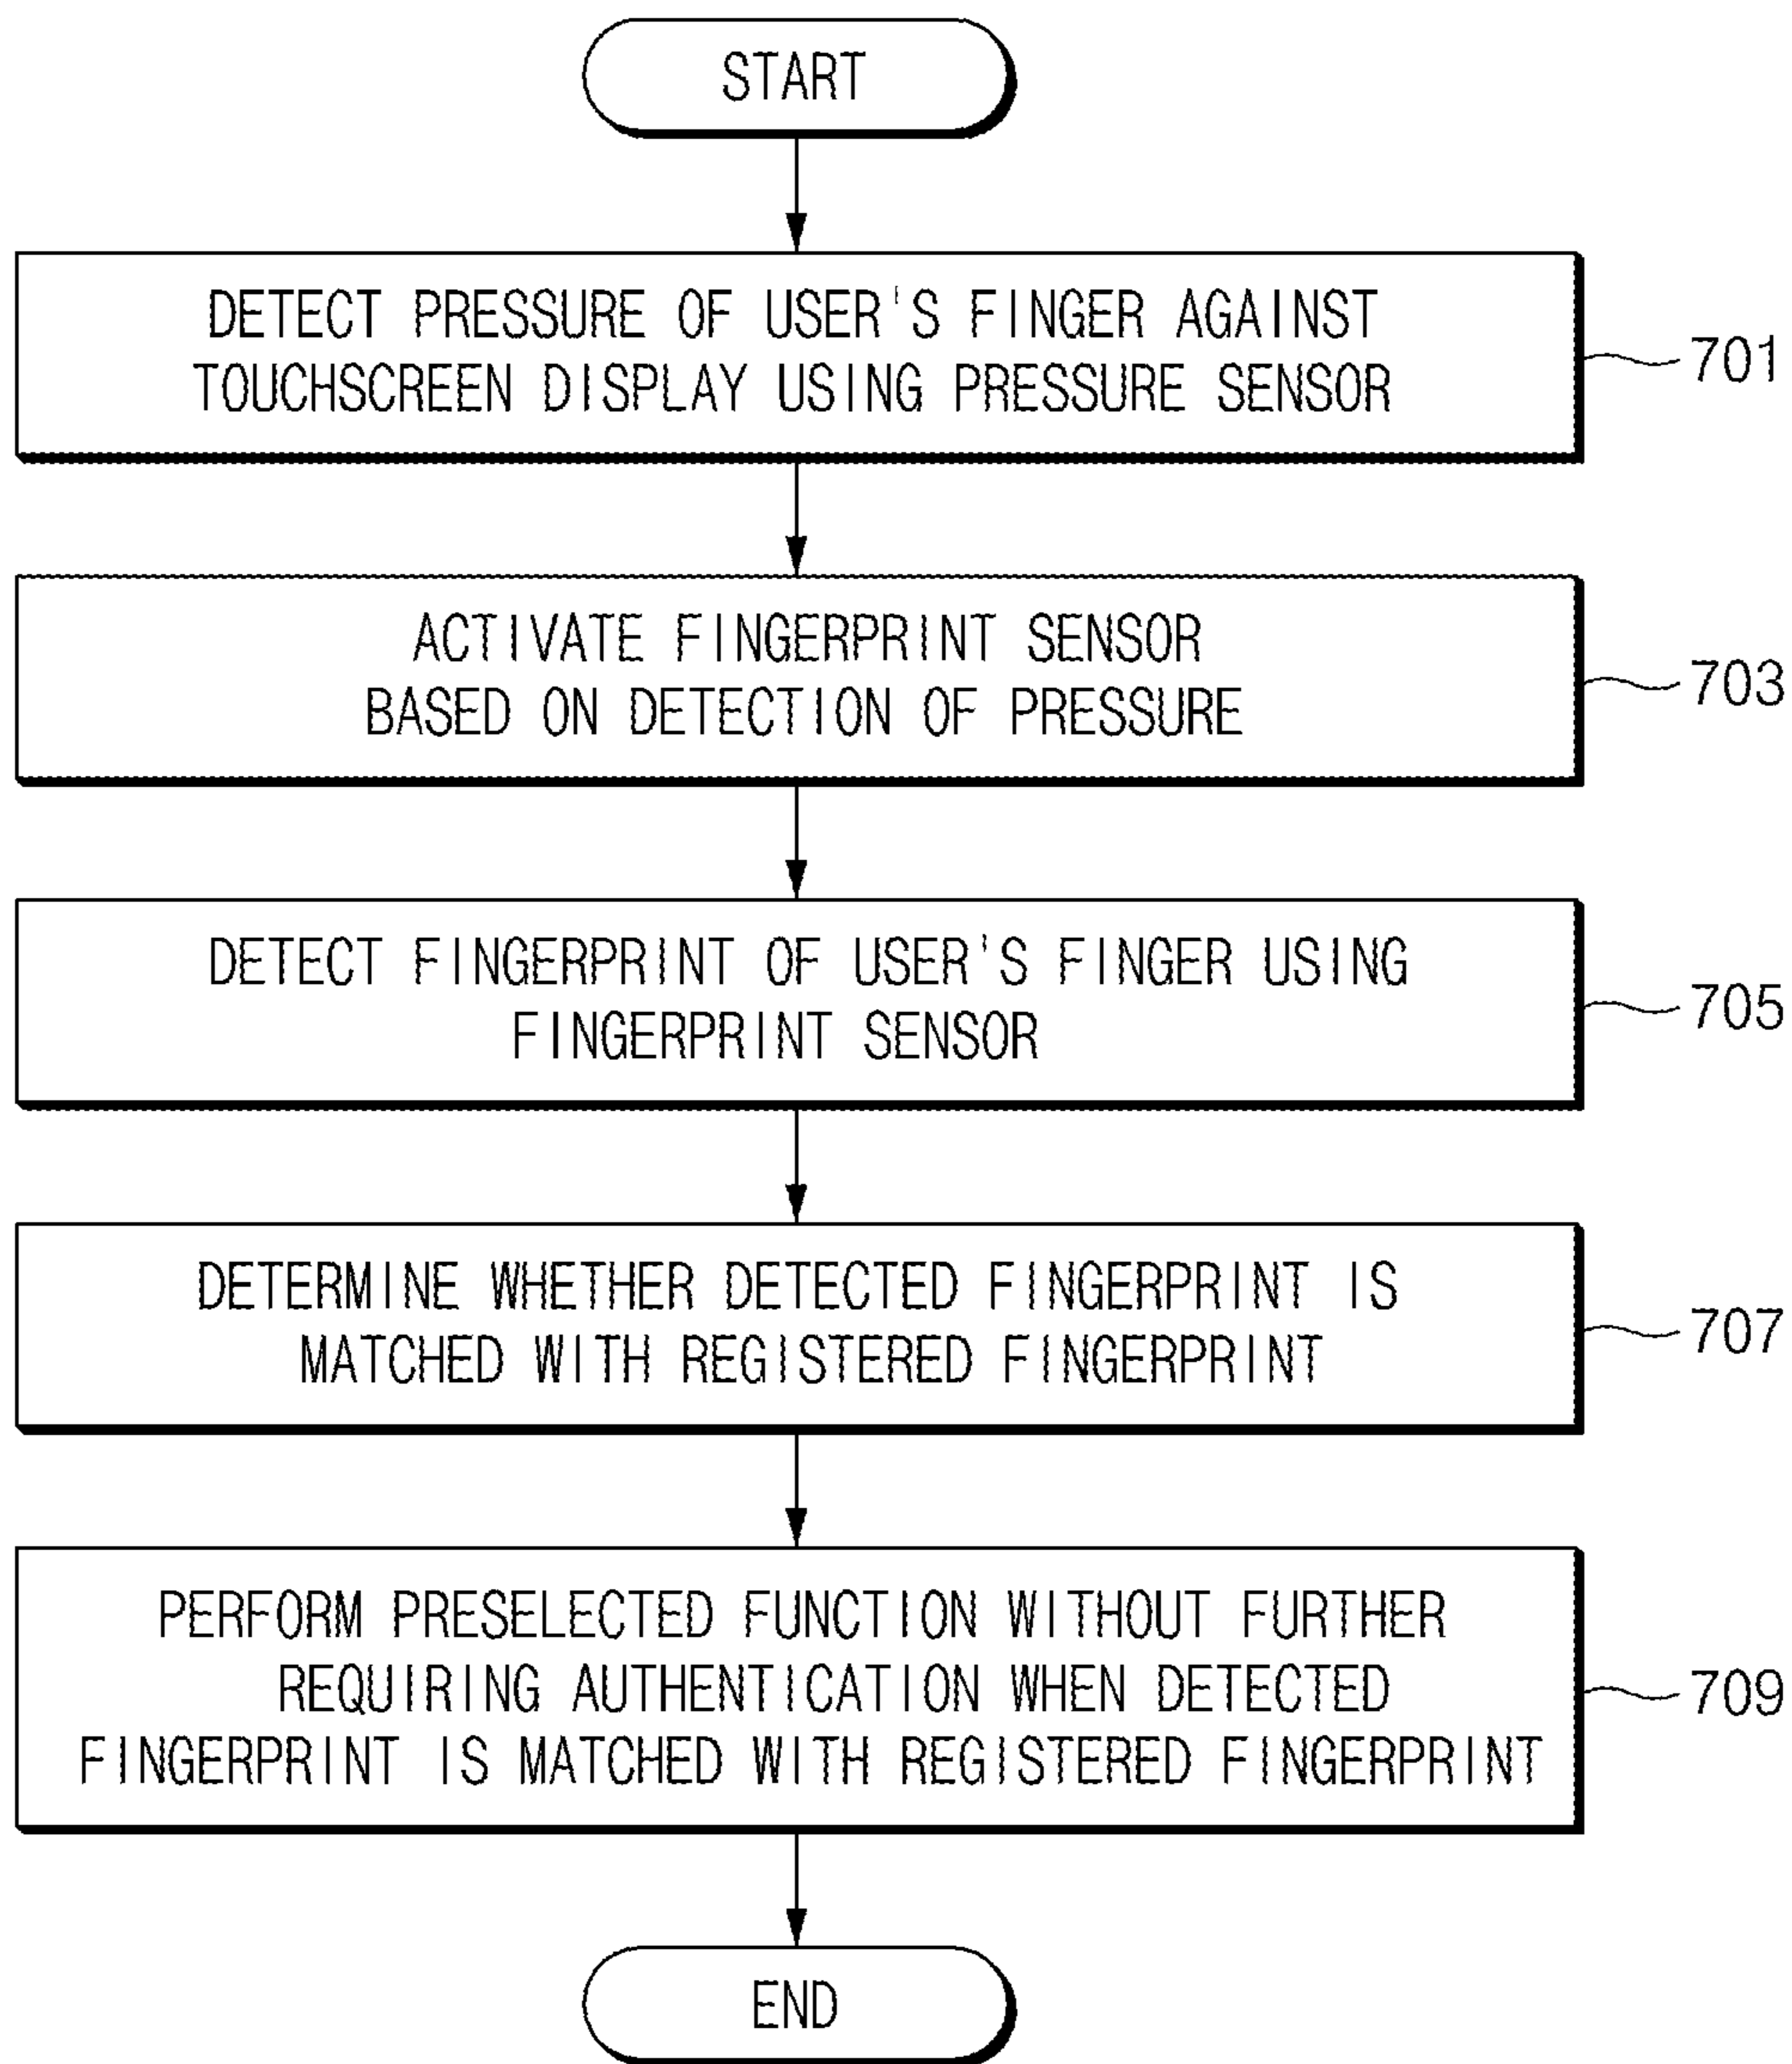 START
DETECT PRESSURE OF USER'S FINGER AGAINST
TOUCHSCREEN DISPLAY USING PRESSURE SENSOR
701
ACTIVATE FINGERPRINT SENSOR
BASED ON DETECTION OF PRESSURE
703
DETECT FINGERPRINT OF USER'S FINGER USING
FINGERPRINT SENSOR
705
DETERMINE WHETHER DETECTED FINGERPRINT IS
MATCHED WITH REGISTERED FINGERPRINT
707
PERFORM PRESELECTED FUNCTION WITHOUT FURTHER
REQUIRING AUTHENTICATION WHEN DETECTED
FINGERPRINT IS MATCHED WITH REGISTERED FINGERPRINT
709
END